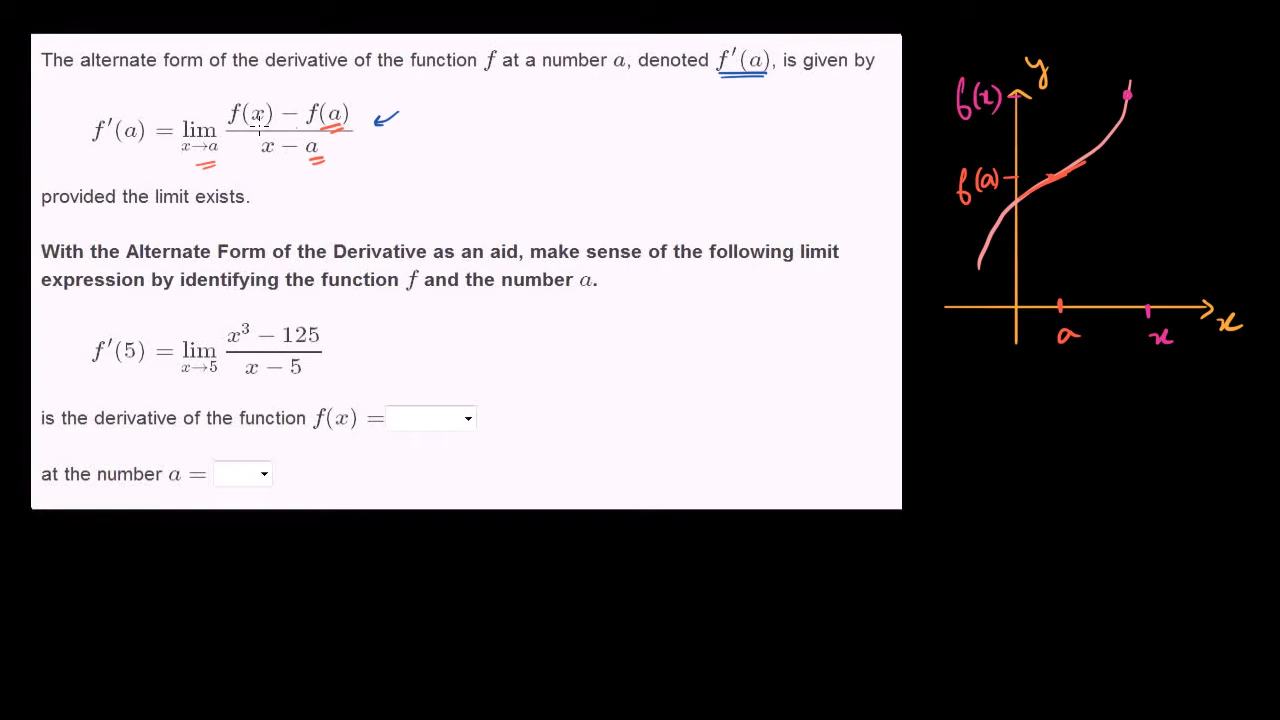 The alternate form of the derivative of the function f at a number a, denoted f′(a), is given by
f′(a) = lim x→a (f(x) − f(a)) / (x − a)
provided the limit exists.
With the Alternate Form of the Derivative as an aid, make sense of the following limit
expression by identifying the function f and the number a.
f′(5) = lim x→5 (x³ − 125) / (x − 5)
is the derivative of the function f(x) =
at the number a =
y
f(x)
f(a)
a
x
x